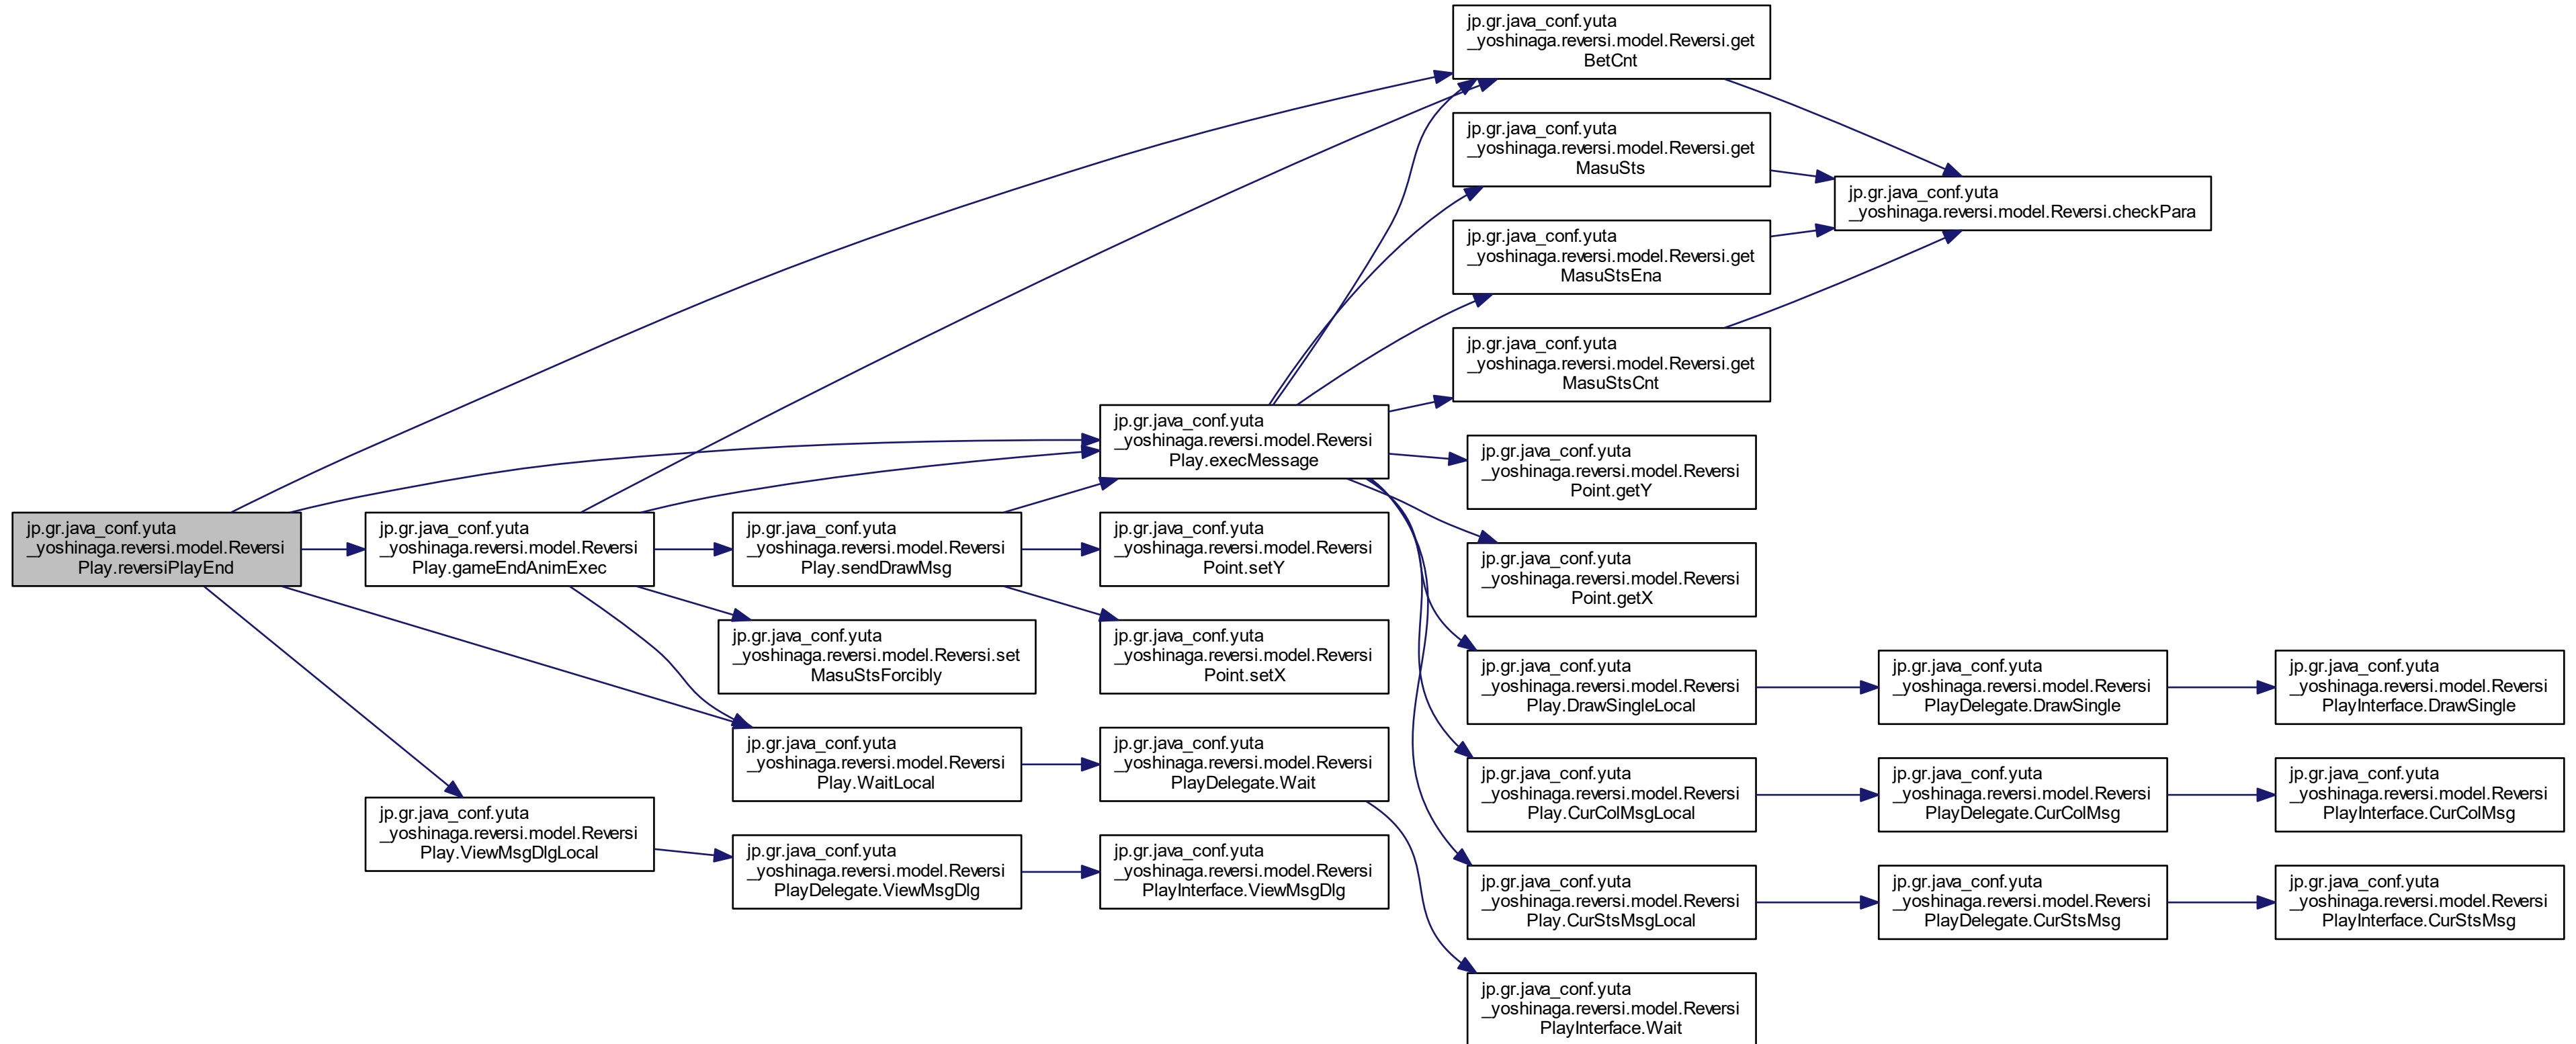 jp.gr.java_conf.yuta
_yoshinaga.reversi.model.Reversi
Play.reversiPlayEnd
jp.gr.java_conf.yuta
_yoshinaga.reversi.model.Reversi
Play.gameEndAnimExec
jp.gr.java_conf.yuta
_yoshinaga.reversi.model.Reversi
Play.ViewMsgDlgLocal
jp.gr.java_conf.yuta
_yoshinaga.reversi.model.Reversi
Play.sendDrawMsg
jp.gr.java_conf.yuta
_yoshinaga.reversi.model.Reversi.set
MasuStsForcibly
jp.gr.java_conf.yuta
_yoshinaga.reversi.model.Reversi
Play.WaitLocal
jp.gr.java_conf.yuta
_yoshinaga.reversi.model.Reversi
PlayDelegate.ViewMsgDlg
jp.gr.java_conf.yuta
_yoshinaga.reversi.model.Reversi
Play.execMessage
jp.gr.java_conf.yuta
_yoshinaga.reversi.model.Reversi
Point.setY
jp.gr.java_conf.yuta
_yoshinaga.reversi.model.Reversi
Point.setX
jp.gr.java_conf.yuta
_yoshinaga.reversi.model.Reversi
PlayDelegate.Wait
jp.gr.java_conf.yuta
_yoshinaga.reversi.model.Reversi
PlayInterface.ViewMsgDlg
jp.gr.java_conf.yuta
_yoshinaga.reversi.model.Reversi.get
BetCnt
jp.gr.java_conf.yuta
_yoshinaga.reversi.model.Reversi.get
MasuSts
jp.gr.java_conf.yuta
_yoshinaga.reversi.model.Reversi.get
MasuStsEna
jp.gr.java_conf.yuta
_yoshinaga.reversi.model.Reversi.get
MasuStsCnt
jp.gr.java_conf.yuta
_yoshinaga.reversi.model.Reversi
Point.getY
jp.gr.java_conf.yuta
_yoshinaga.reversi.model.Reversi
Point.getX
jp.gr.java_conf.yuta
_yoshinaga.reversi.model.Reversi
Play.DrawSingleLocal
jp.gr.java_conf.yuta
_yoshinaga.reversi.model.Reversi
Play.CurColMsgLocal
jp.gr.java_conf.yuta
_yoshinaga.reversi.model.Reversi
Play.CurStsMsgLocal
jp.gr.java_conf.yuta
_yoshinaga.reversi.model.Reversi
PlayInterface.Wait
jp.gr.java_conf.yuta
_yoshinaga.reversi.model.Reversi.checkPara
jp.gr.java_conf.yuta
_yoshinaga.reversi.model.Reversi
PlayDelegate.DrawSingle
jp.gr.java_conf.yuta
_yoshinaga.reversi.model.Reversi
PlayDelegate.CurColMsg
jp.gr.java_conf.yuta
_yoshinaga.reversi.model.Reversi
PlayDelegate.CurStsMsg
jp.gr.java_conf.yuta
_yoshinaga.reversi.model.Reversi
PlayInterface.DrawSingle
jp.gr.java_conf.yuta
_yoshinaga.reversi.model.Reversi
PlayInterface.CurColMsg
jp.gr.java_conf.yuta
_yoshinaga.reversi.model.Reversi
PlayInterface.CurStsMsg